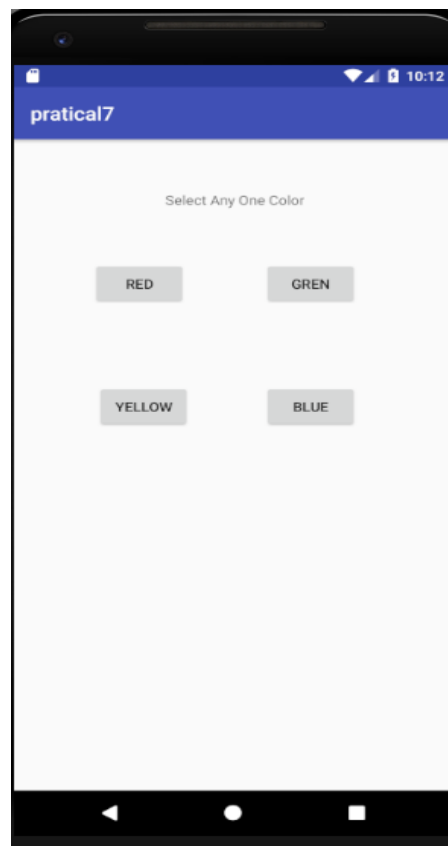 10:12
pratical7
Select Any One Color
RED GREN
YELLOW BLUE